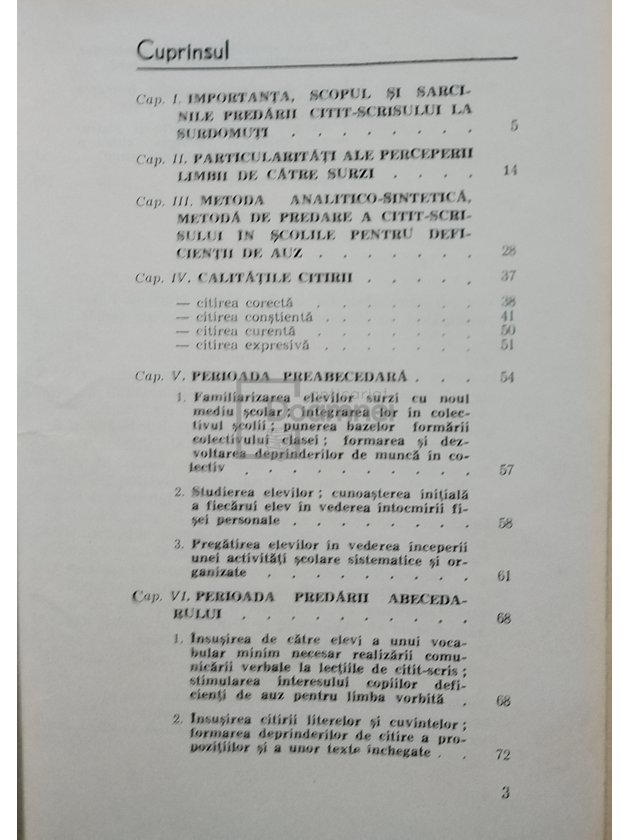 Cuprinsul
Cap. I. IMPORTANȚA, SCOPUL ȘI SARCI-
NILE PREDĂRII CITIT-SCRISULUI LA
SURDOMUȚI . . . . . . . . 5
Cap. II. PARTICULARITĂȚI ALE PERCEPERII
LIMBII DE CĂTRE SURZI . . . . 14
Cap. III. METODA ANALITICO-SINTETICĂ,
METODĂ DE PREDARE A CITIT-SCRI-
SULUI ÎN ȘCOLILE PENTRU DEFI-
CIENȚII DE AUZ . . . . . . . 28
Cap. IV. CALITĂȚILE CITIRII . . . . . 37
— citirea corectă . . . . . . . 38
— citirea conștientă . . . . . . 41
— citirea curentă . . . . . . . 50
— citirea expresivă . . . . . . 51
Cap. V. PERIOADA PREABECEDARĂ . . . 54
1. Familiarizarea elevilor surzi cu noul
mediu școlar ; integrarea lor în colec-
tivul școlii ; punerea bazelor formării
colectivului clasei ; formarea și dez-
voltarea deprinderilor de muncă în co-
lectiv . . . . . . . . . . 57
2. Studierea elevilor ; cunoașterea inițială
a fiecărui elev în vederea întocmirii fi-
șei personale . . . . . . . . 58
3. Pregătirea elevilor în vederea începerii
unei activități școlare sistematice și or-
ganizate . . . . . . . . . 61
Cap. VI. PERIOADA PREDĂRII ABECEDA-
RULUI . . . . . . . . . . 68
1. Însușirea de către elevi a unui voca-
bular minim necesar realizării comu-
nicării verbale la lecțiile de citit-scris ;
stimularea interesului copiilor defi-
cienți de auz pentru limba vorbită . 68
2. Însușirea citirii literelor și cuvintelor ;
formarea deprinderilor de citire a pro-
pozițiilor și a unor texte închegate . . 72
3